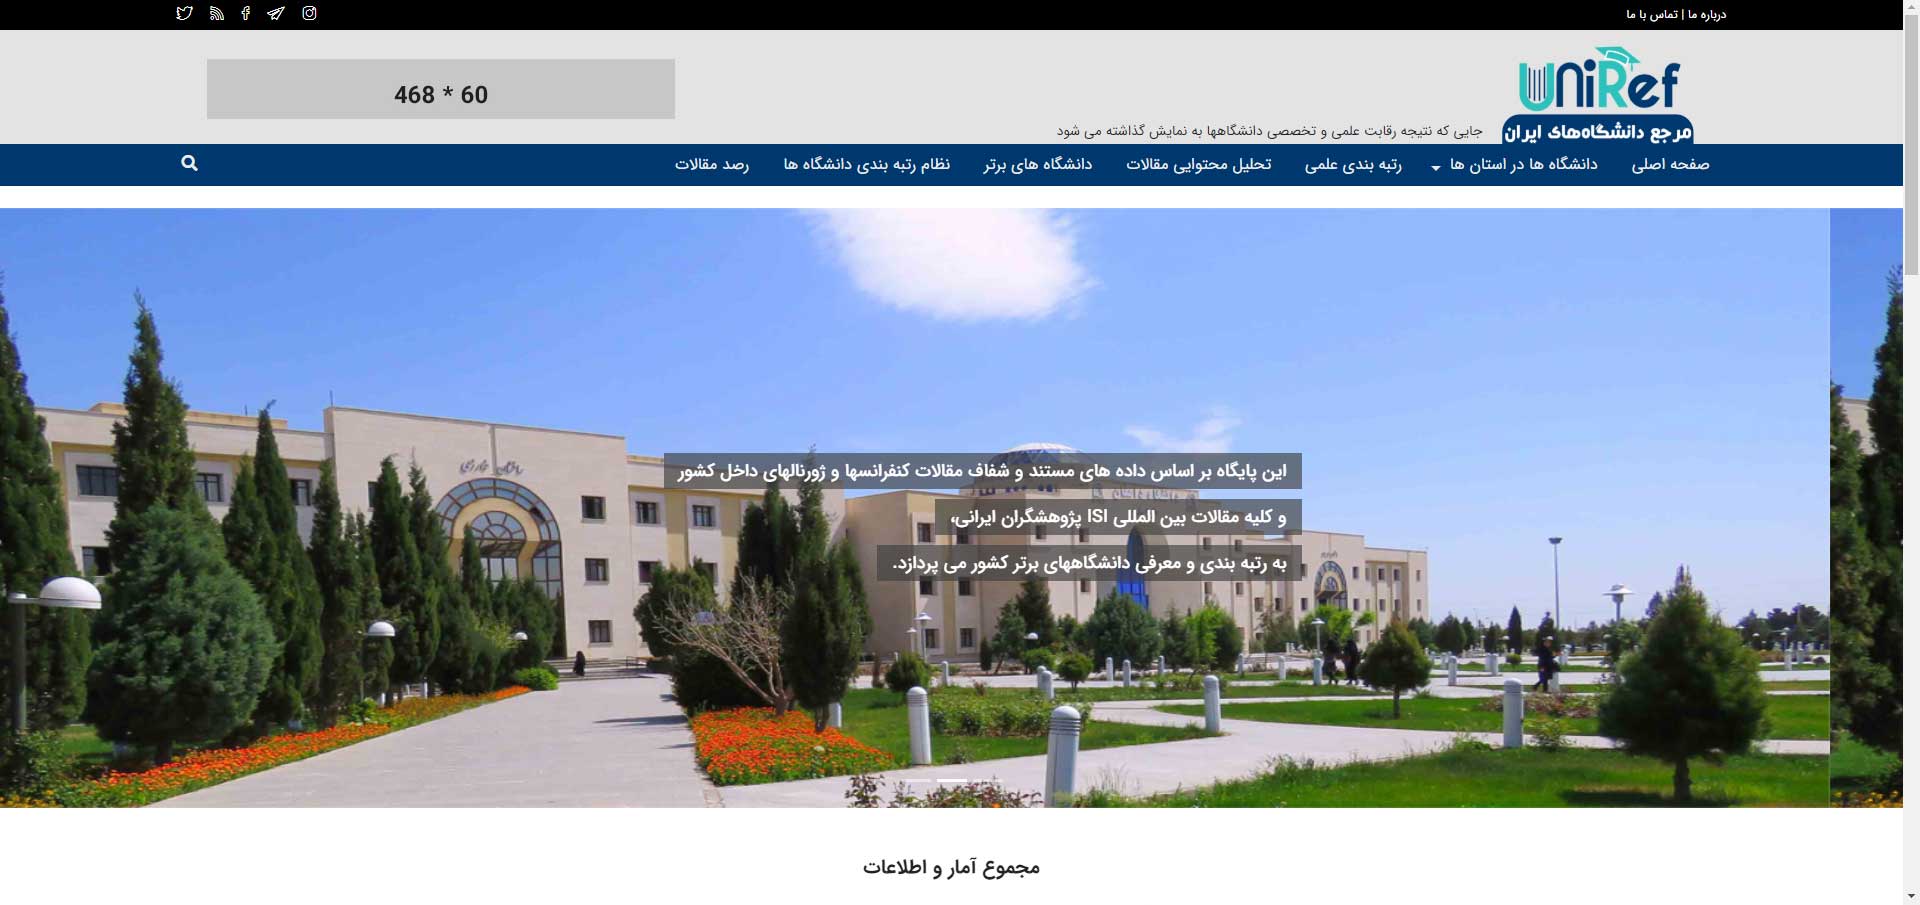 درباره ما | تماس با ما
UniRef
مرجع دانشگاه‌های ایران
جایی که نتیجه رقابت علمی و تخصصی دانشگاهها به نمایش گذاشته می شود
468 * 60
صفحه اصلی
دانشگاه ها در استان ها
رتبه بندی علمی
تحلیل محتوایی مقالات
دانشگاه های برتر
نظام رتبه بندی دانشگاه ها
رصد مقالات
این پایگاه بر اساس داده های مستند و شفاف مقالات کنفرانسها و ژورنالهای داخل کشور
و کلیه مقالات بین المللی ISI پژوهشگران ایرانی،
به رتبه بندی و معرفی دانشگاههای برتر کشور می پردازد.
مجموع آمار و اطلاعات